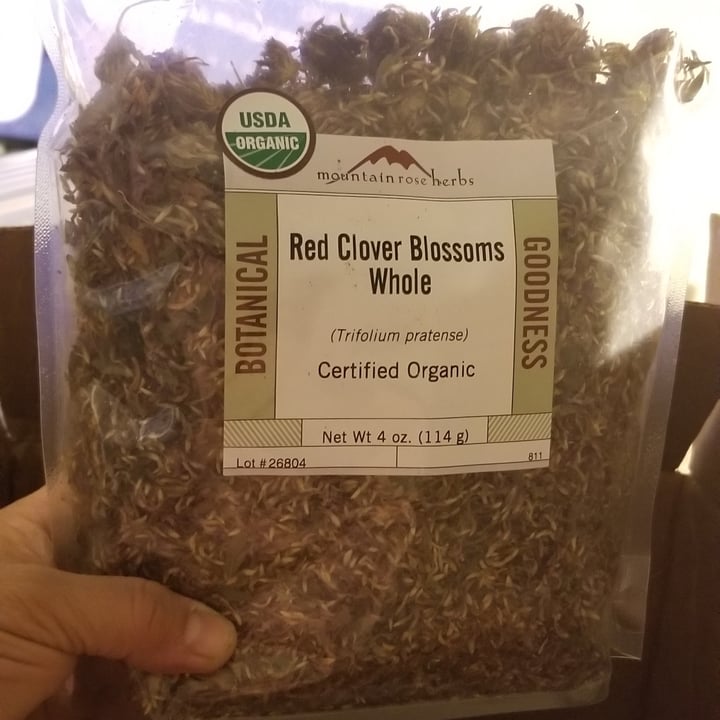 USDA
ORGANIC
mountain rose herbs
BOTANICAL
Red Clover Blossoms
Whole
(Trifolium pratense)
Certified Organic
GOODNESS
Net Wt 4 oz. (114 g)
Lot #26804
811